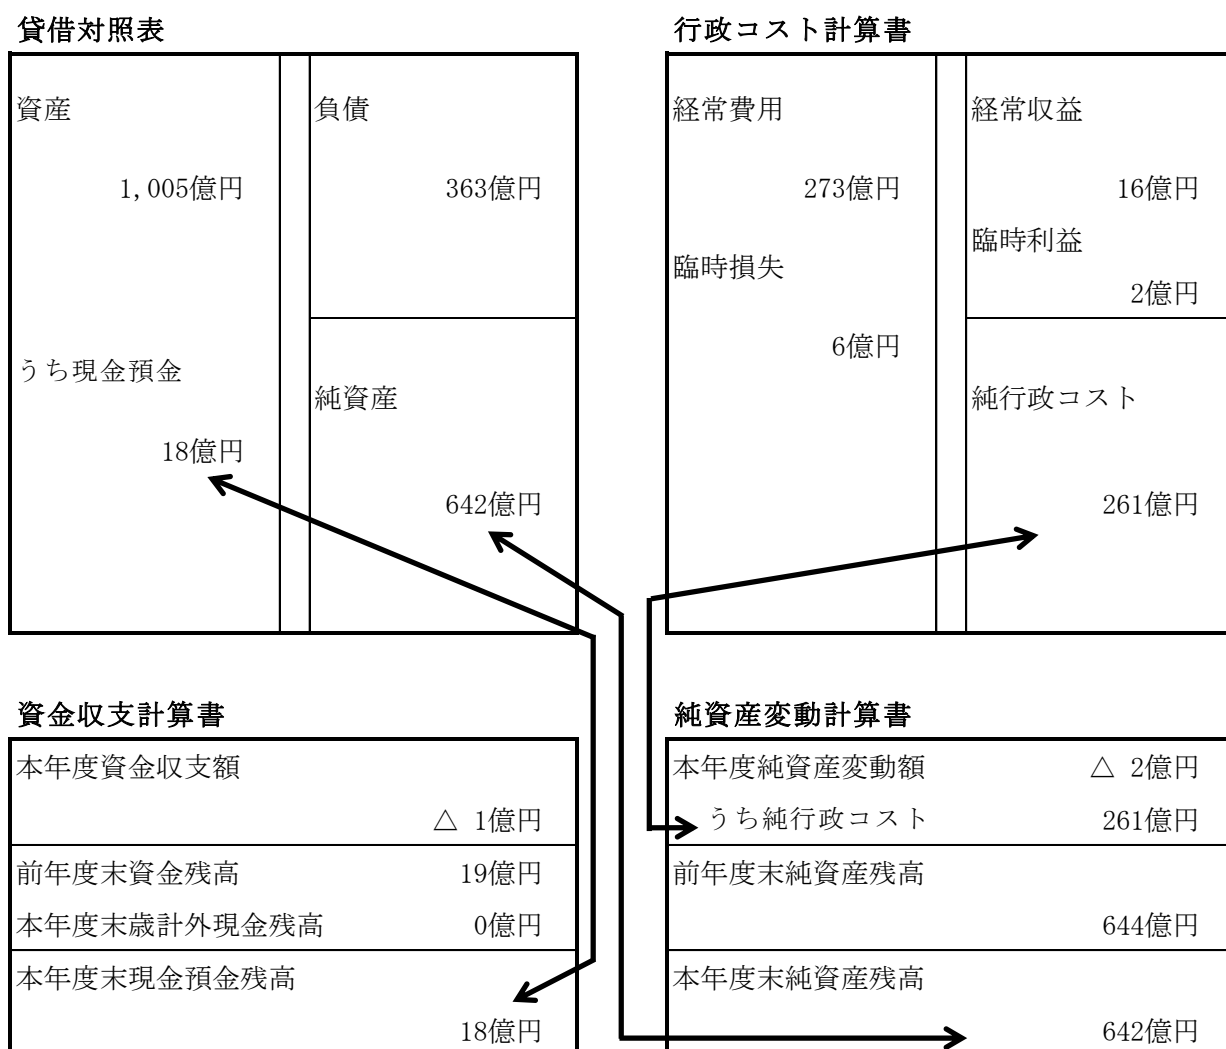 貸借対照表
資産
1,005億円
うち現金預金
18億円
負債
363億円
純資産
642億円
行政コスト計算書
経常費用
273億円
臨時損失
6億円
経常収益
16億円
臨時利益
2億円
純行政コスト
261億円
資金収支計算書
本年度資金収支額
△ 1億円
前年度末資金残高 19億円
本年度末歳計外現金残高 0億円
本年度末現金預金残高
18億円
純資産変動計算書
本年度純資産変動額 △ 2億円
うち純行政コスト 261億円
前年度末純資産残高
644億円
本年度末純資産残高
642億円